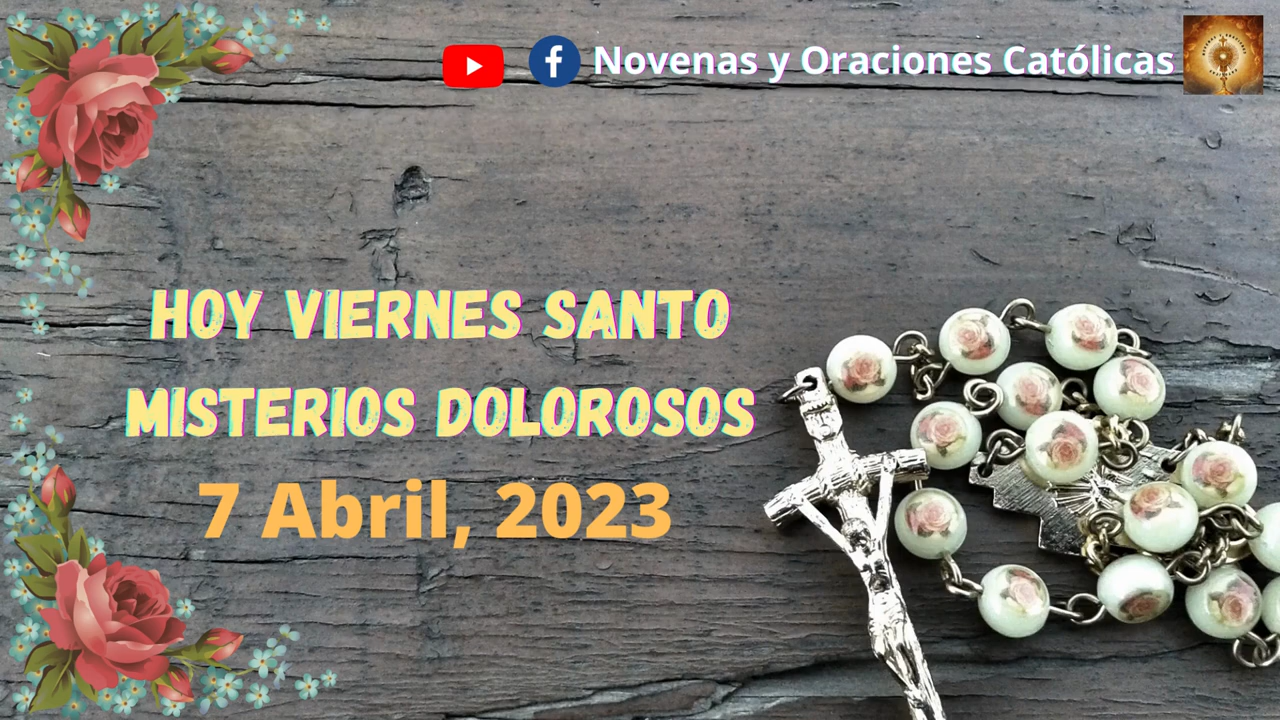 Novenas y Oraciones Católicas
HOY VIERNES SANTO
MISTERIOS DOLOROSOS
7 Abril, 2023